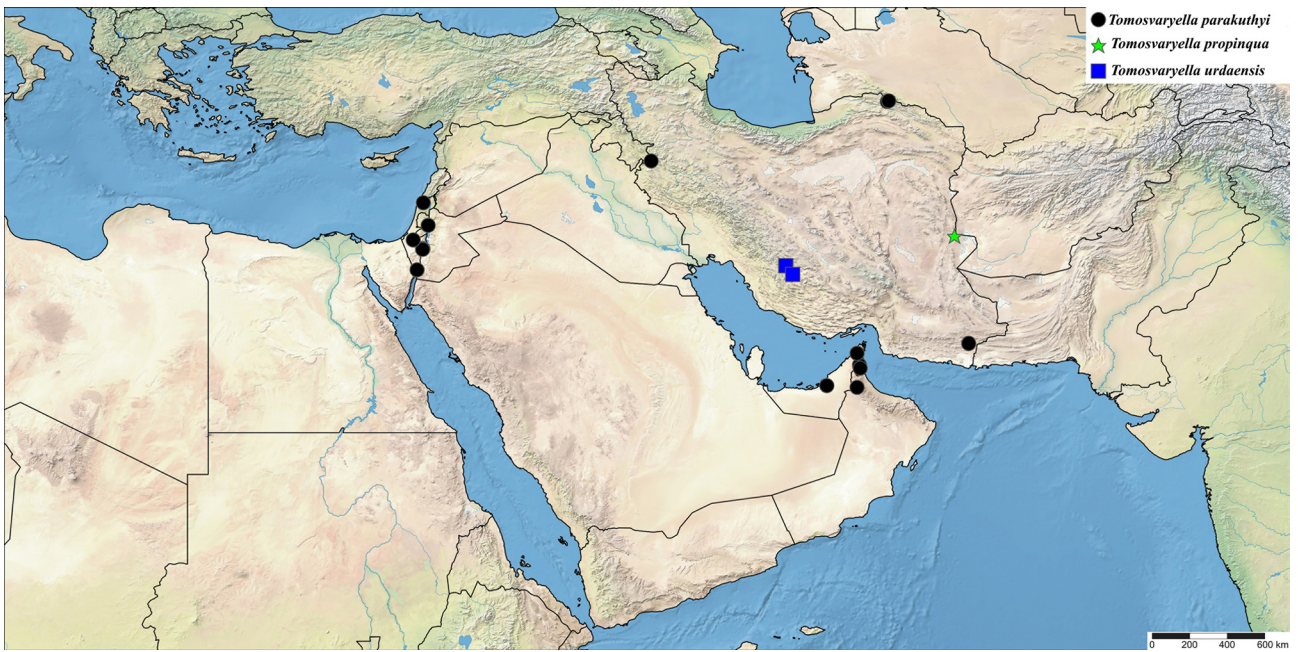 Tomosvaryella parakuthyi
Tomosvaryella propinqua
Tomosvaryella urdaensis
0 200 400 600 km